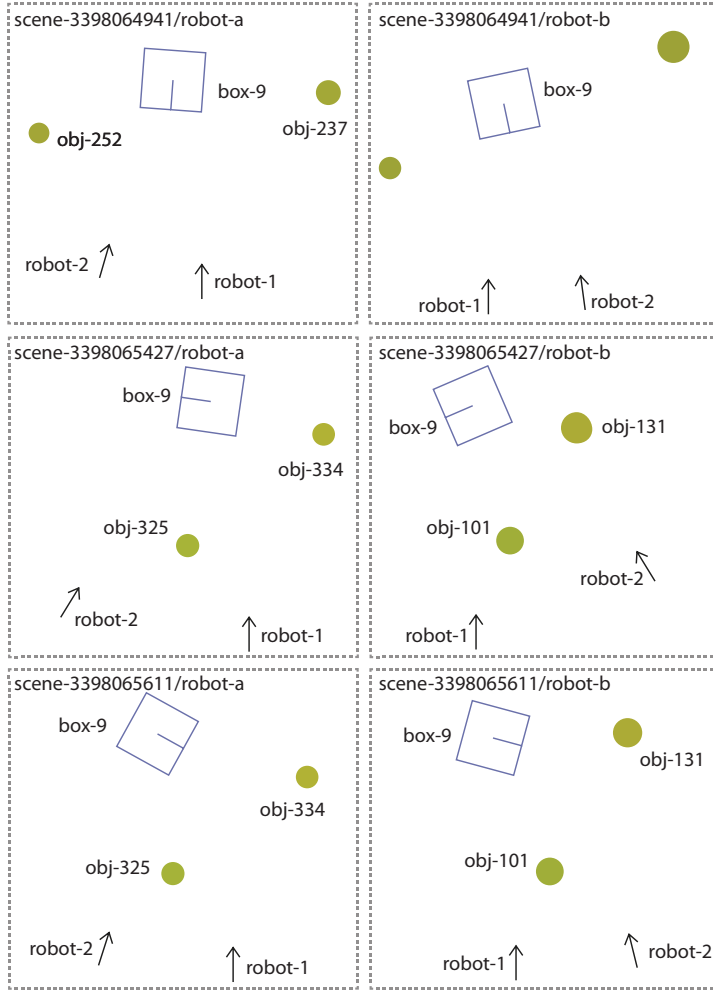 scene-3398064941/robot-a
box-9
obj-252
obj-237
robot-2
robot-1
scene-3398064941/robot-b
box-9
robot-1
robot-2
scene-3398065427/robot-a
box-9
obj-334
obj-325
robot-2
robot-1
scene-3398065427/robot-b
box-9
obj-131
obj-101
robot-2
robot-1
scene-3398065611/robot-a
box-9
obj-334
obj-325
robot-2
robot-1
scene-3398065611/robot-b
box-9
obj-131
obj-101
robot-1
robot-2